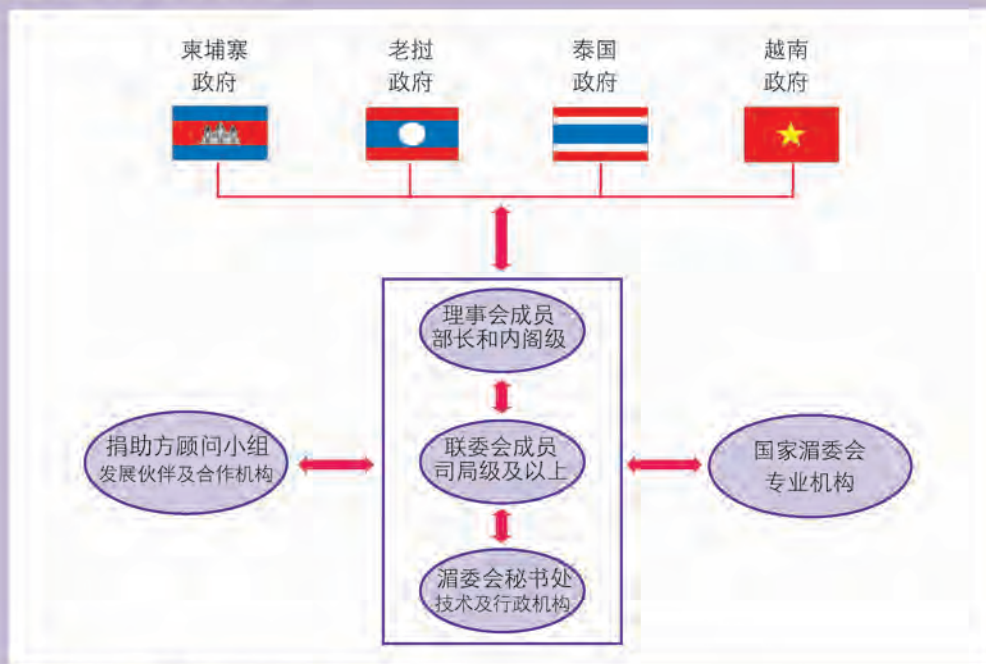 柬埔寨
政府
老挝
政府
泰国
政府
越南
政府
理事会成员
部长和内阁级
捐助方顾问小组
发展伙伴及合作机构
联委会成员
司局级及以上
国家湄委会
专业机构
湄委会秘书处
技术及行政机构